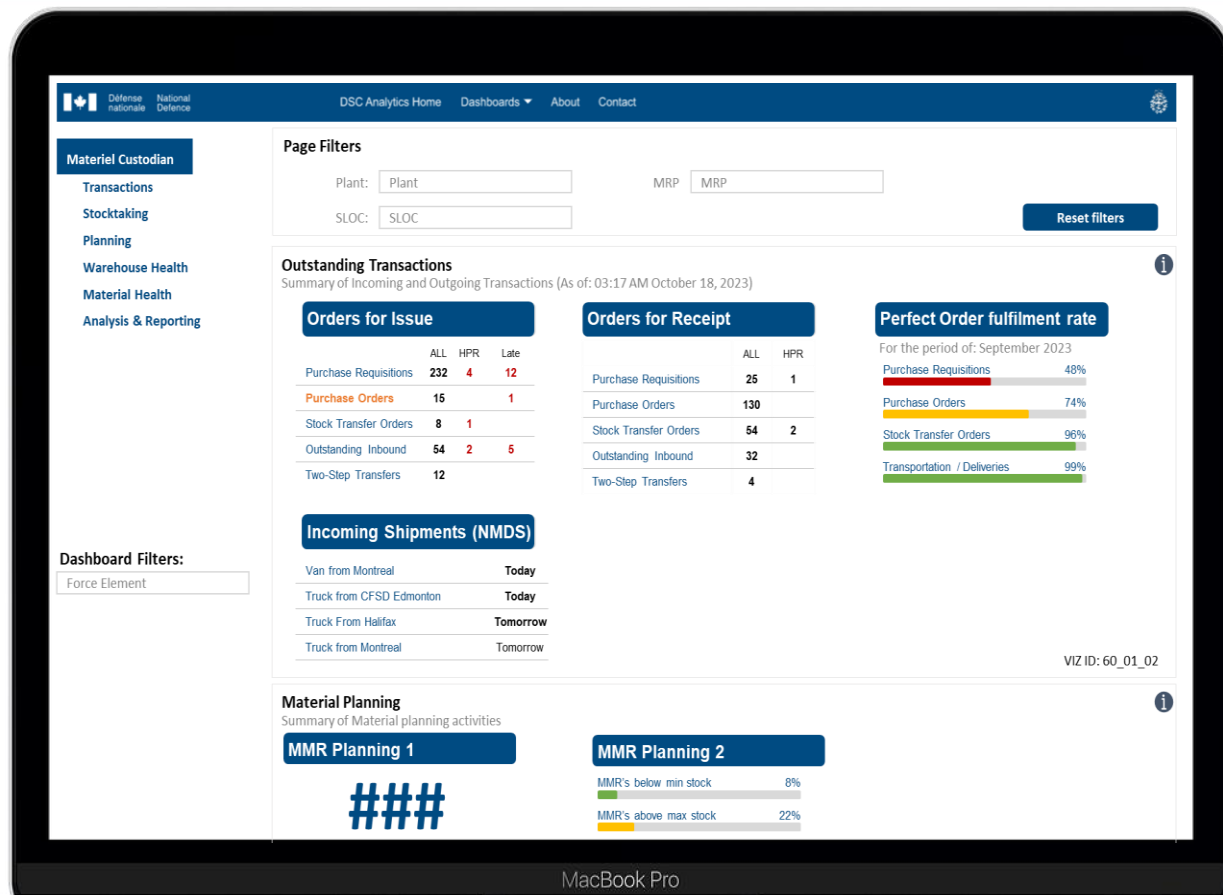 Défense nationale National Defence
DSC Analytics Home Dashboards About Contact
Materiel Custodian
Transactions
Stocktaking
Planning
Warehouse Health
Material Health
Analysis & Reporting
Dashboard Filters:
Force Element
Page Filters
Plant: Plant MRP MRP
SLOC: SLOC Reset filters
Outstanding Transactions
Summary of Incoming and Outgoing Transactions (As of: 03:17 AM October 18, 2023)
Orders for Issue
ALL HPR Late
Purchase Requisitions 232 4 12
Purchase Orders 15 1
Stock Transfer Orders 8 1
Outstanding Inbound 54 2 5
Two-Step Transfers 12
Orders for Receipt
ALL HPR
Purchase Requisitions 25 1
Purchase Orders 130
Stock Transfer Orders 54 2
Outstanding Inbound 32
Two-Step Transfers 4
Perfect Order fulfilment rate
For the period of: September 2023
Purchase Requisitions 48%
Purchase Orders 74%
Stock Transfer Orders 96%
Transportation / Deliveries 99%
Incoming Shipments (NMDS)
Van from Montreal Today
Truck from CFSD Edmonton Today
Truck From Halifax Tomorrow
Truck from Montreal Tomorrow
VIZ ID: 60_01_02
Material Planning
Summary of Material planning activities
MMR Planning 1
###
MMR Planning 2
MMR's below min stock 8%
MMR's above max stock 22%
MacBook Pro